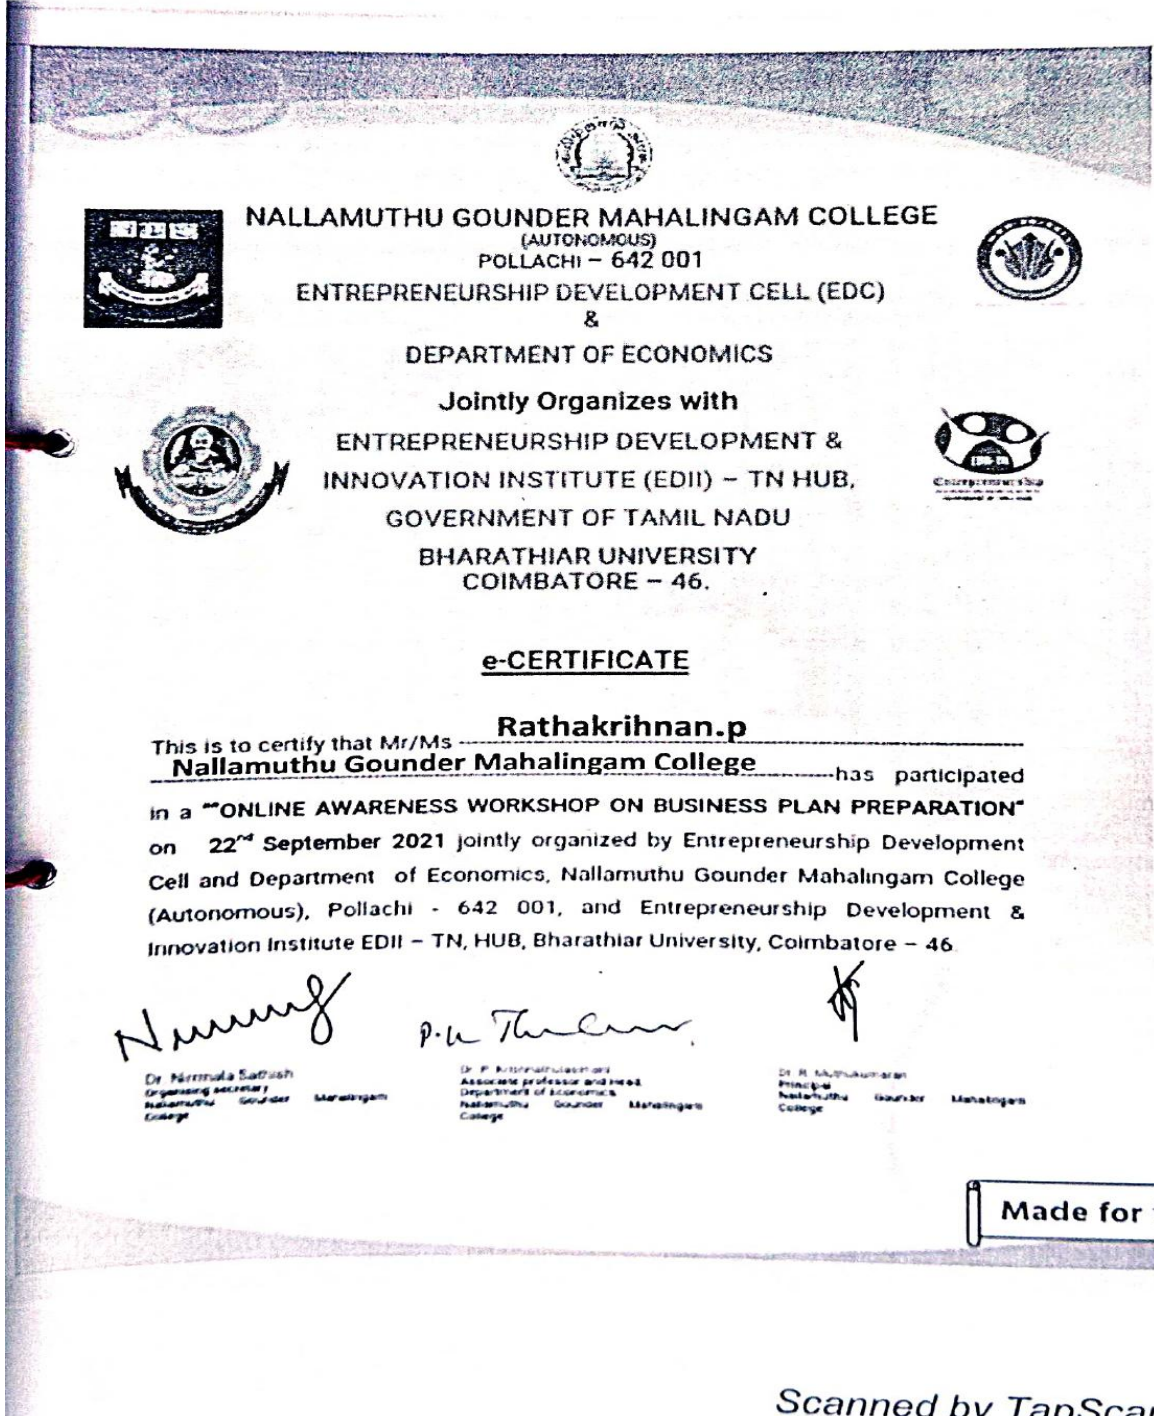 NALLAMUTHU GOUNDER MAHALINGAM COLLEGE
(AUTONOMOUS)
POLLACHI – 642 001
ENTREPRENEURSHIP DEVELOPMENT CELL (EDC)
&
DEPARTMENT OF ECONOMICS
Jointly Organizes with
ENTREPRENEURSHIP DEVELOPMENT &
INNOVATION INSTITUTE (EDII) – TN HUB,
GOVERNMENT OF TAMIL NADU
BHARATHIAR UNIVERSITY
COIMBATORE – 46.
Entrepreneurship
e-CERTIFICATE
This is to certify that Mr/Ms Rathakrihnan.p
Nallamuthu Gounder Mahalingam College has participated
in a ""ONLINE AWARENESS WORKSHOP ON BUSINESS PLAN PREPARATION"
on 22nd September 2021 jointly organized by Entrepreneurship Development
Cell and Department of Economics, Nallamuthu Gounder Mahalingam College
(Autonomous), Pollachi - 642 001, and Entrepreneurship Development &
Innovation Institute EDII – TN, HUB, Bharathiar University, Coimbatore – 46
Dr. Nirmala Sathish
Organising secretary
Nallamuthu Gounder Mahalingam
College
Dr. P.
Associate professor and Head
Department of Economics
Nallamuthu Gounder Mahalingam
College
Dr. R. Muthukumaran
Principal
Nallamuthu Gounder Mahalingam
College
Made for
Scanned by TapScan